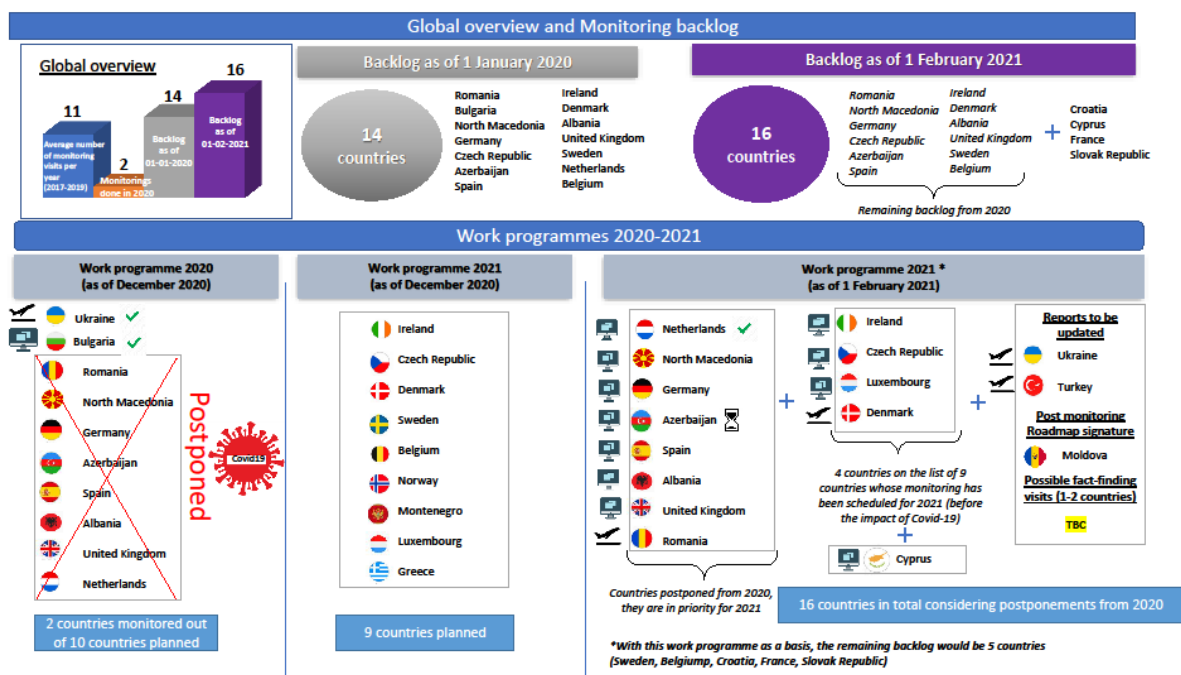 Global overview and Monitoring backlog
Global overview
11
2
14
16
Average number
of monitoring
visits per
year
(2017-2019)
Monitorings
done in 2020
Backlog
as of
01-01-2020
Backlog
as of
01-02-2021
Backlog as of 1 January 2020
14
countries
Romania
Bulgaria
North Macedonia
Germany
Czech Republic
Azerbaijan
Spain
Ireland
Denmark
Albania
United Kingdom
Sweden
Netherlands
Belgium
Backlog as of 1 February 2021
16
countries
Romania
North Macedonia
Germany
Czech Republic
Azerbaijan
Spain
Ireland
Denmark
Albania
United Kingdom
Sweden
Belgium
+
Croatia
Cyprus
France
Slovak Republic
Remaining backlog from 2020
Work programmes 2020-2021
Work programme 2020
(as of December 2020)
Ukraine
Bulgaria
Romania
North Macedonia
Germany
Azerbaijan
Spain
Albania
United Kingdom
Netherlands
Postponed
Covid19
2 countries monitored out
of 10 countries planned
Work programme 2021
(as of December 2020)
Ireland
Czech Republic
Denmark
Sweden
Belgium
Norway
Montenegro
Luxembourg
Greece
9 countries planned
Work programme 2021 *
(as of 1 February 2021)
Netherlands
North Macedonia
Germany
Azerbaijan
Spain
Albania
United Kingdom
Romania
Countries postponed from 2020,
they are in priority for 2021
+
Ireland
Czech Republic
Luxembourg
Denmark
4 countries on the list of 9
countries whose monitoring has
been scheduled for 2021 (before
the impact of Covid-19)
+
Cyprus
+
Reports to be
updated
Ukraine
Turkey
Post monitoring
Roadmap signature
Moldova
Possible fact-finding
visits (1-2 countries)
TBC
16 countries in total considering postponements from 2020
*With this work programme as a basis, the remaining backlog would be 5 countries
(Sweden, Belgiump, Croatia, France, Slovak Republic)